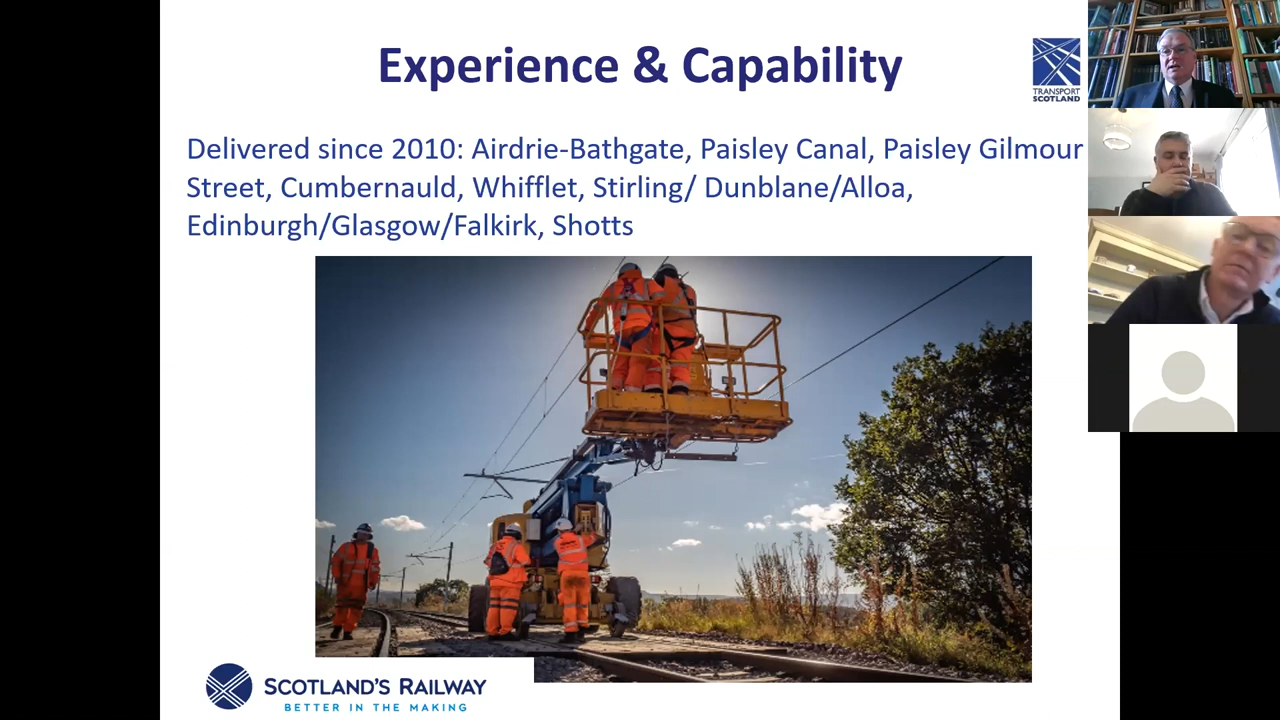 Experience & Capability
TRANSPORT
SCOTLAND
Delivered since 2010: Airdrie-Bathgate, Paisley Canal, Paisley Gilmour
Street, Cumbernauld, Whifflet, Stirling/ Dunblane/Alloa,
Edinburgh/Glasgow/Falkirk, Shotts
SCOTLAND'S RAILWAY
BETTER IN THE MAKING